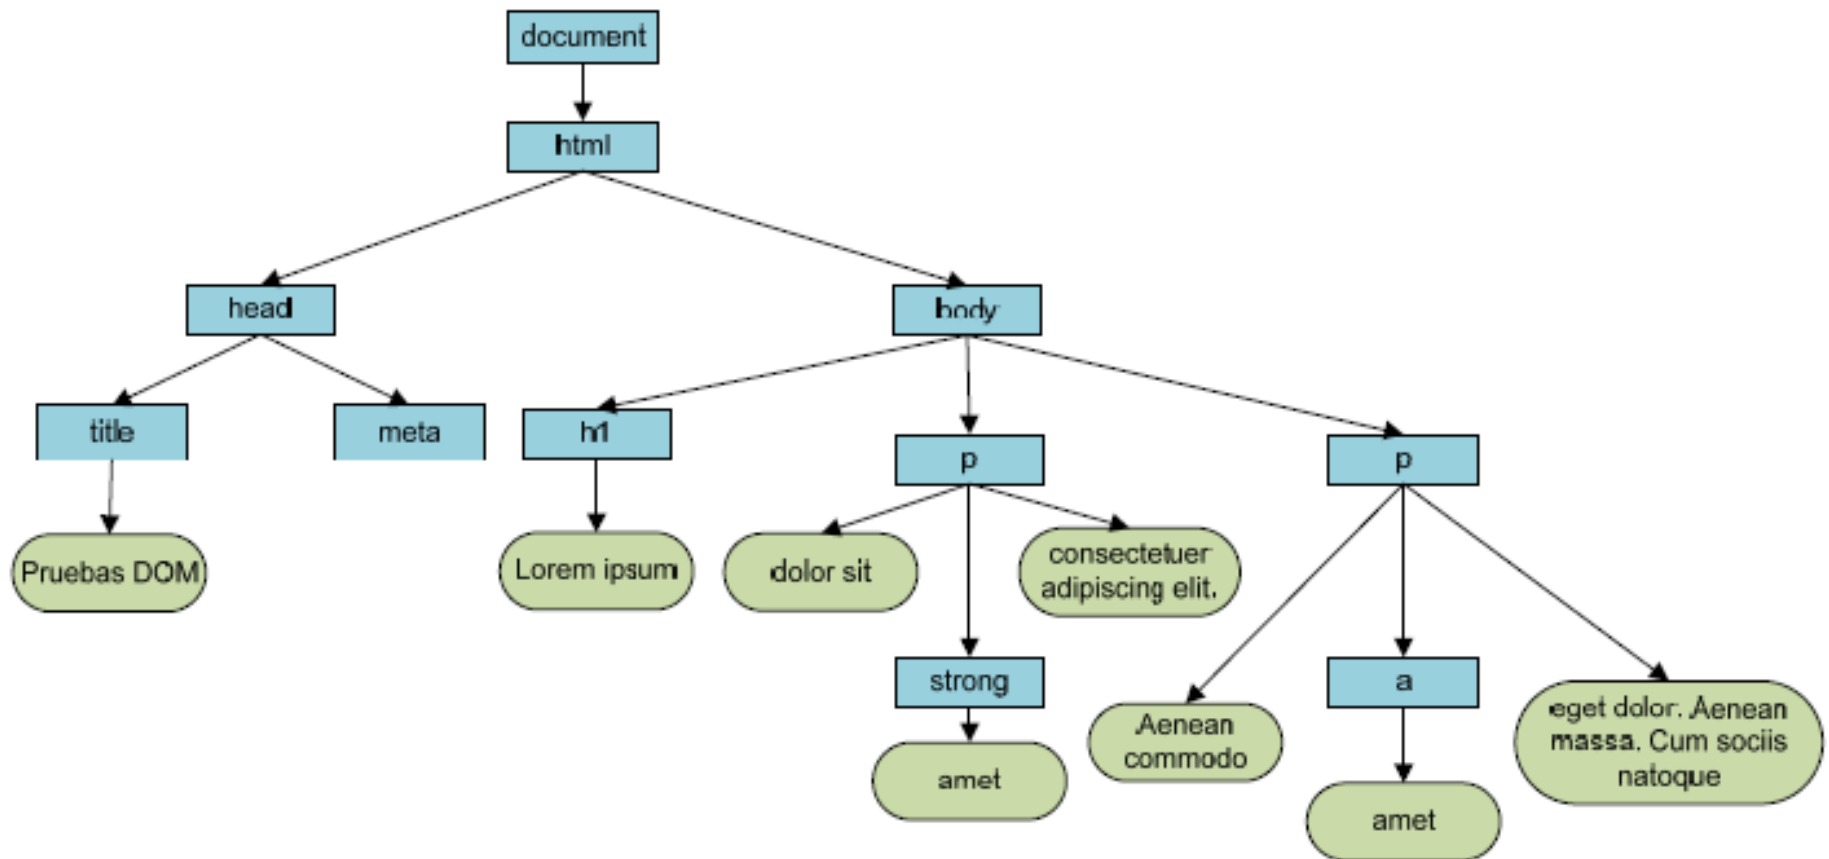 document
html
head
body
title
meta
h1
p
p
Pruebas DOM
Lorem ipsum
dolor sit
consectetuer
adipiscing elit.
strong
a
Aenean
commodo
eget dolor. Aenean
massa. Cum sociis
natoque
amet
amet